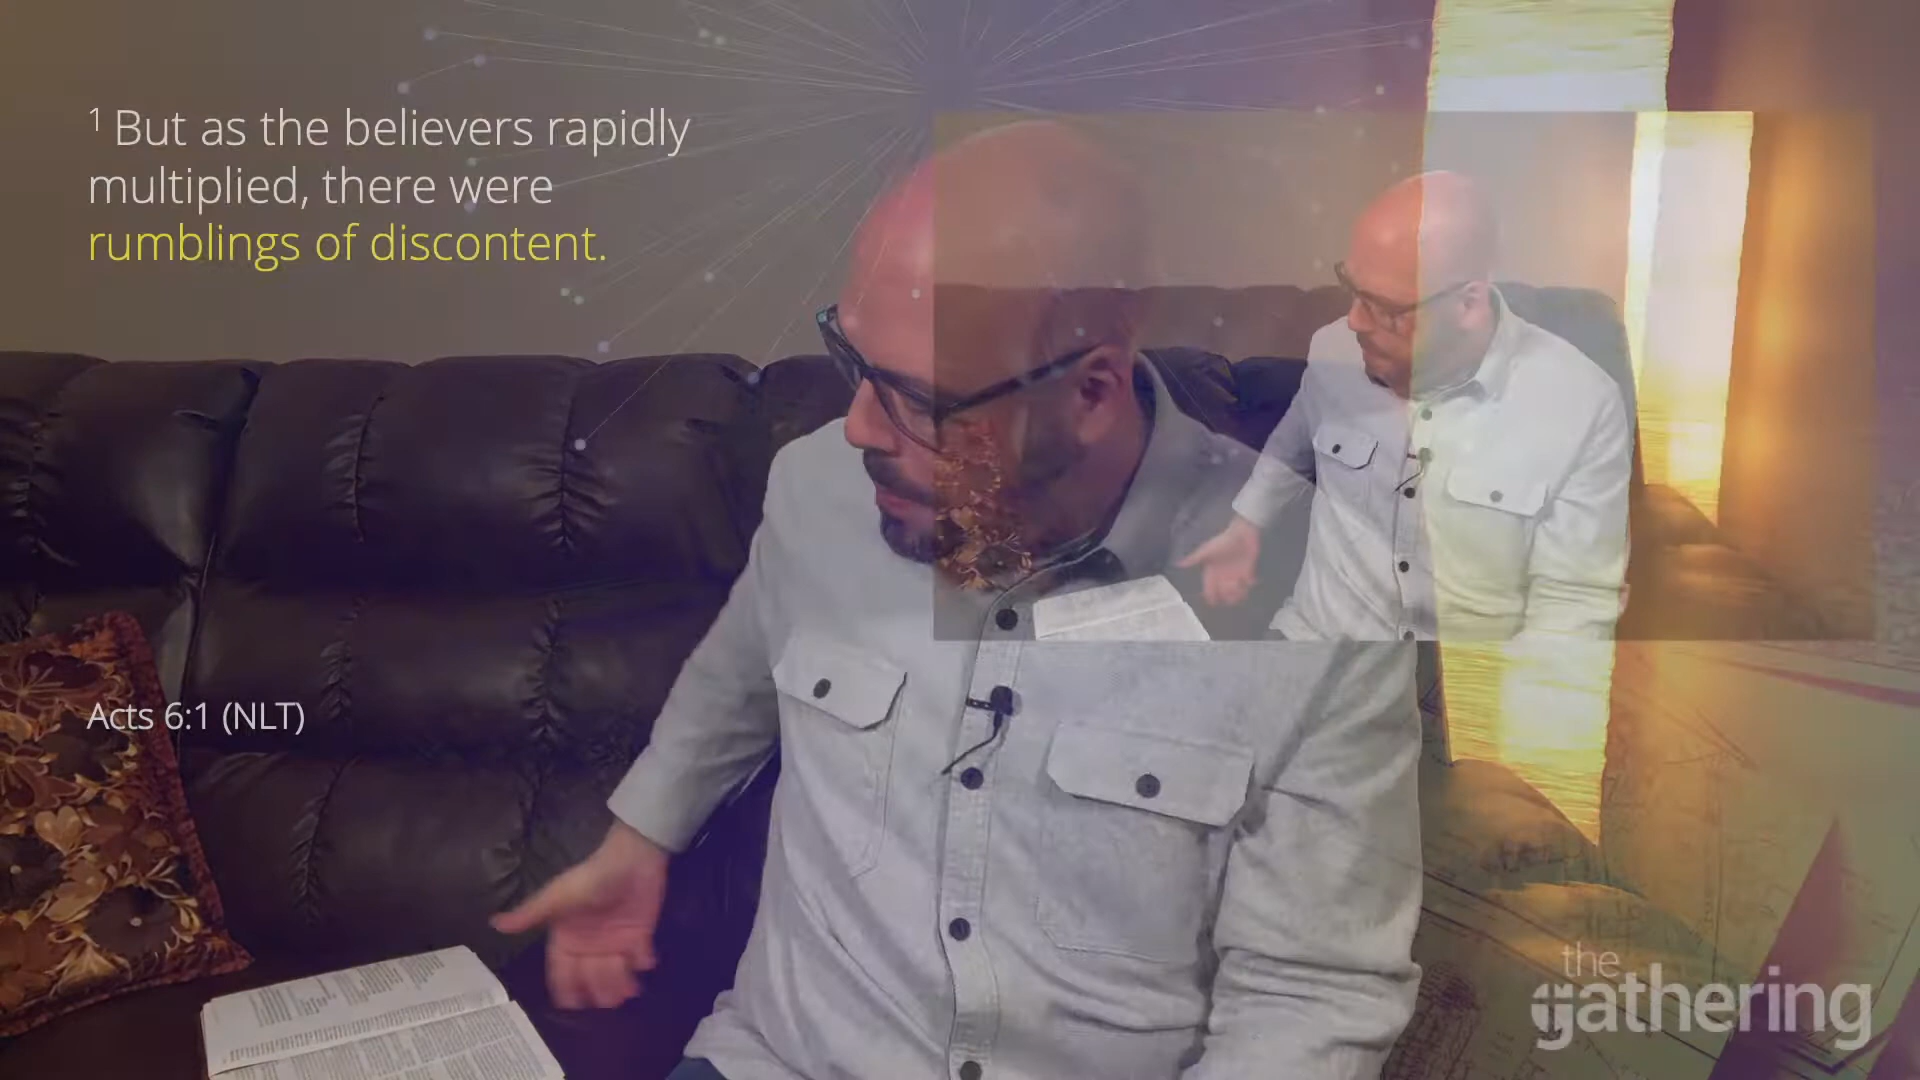 1 But as the believers rapidly
multiplied, there were
rumblings of discontent.
Acts 6:1 (NLT)
the
gathering